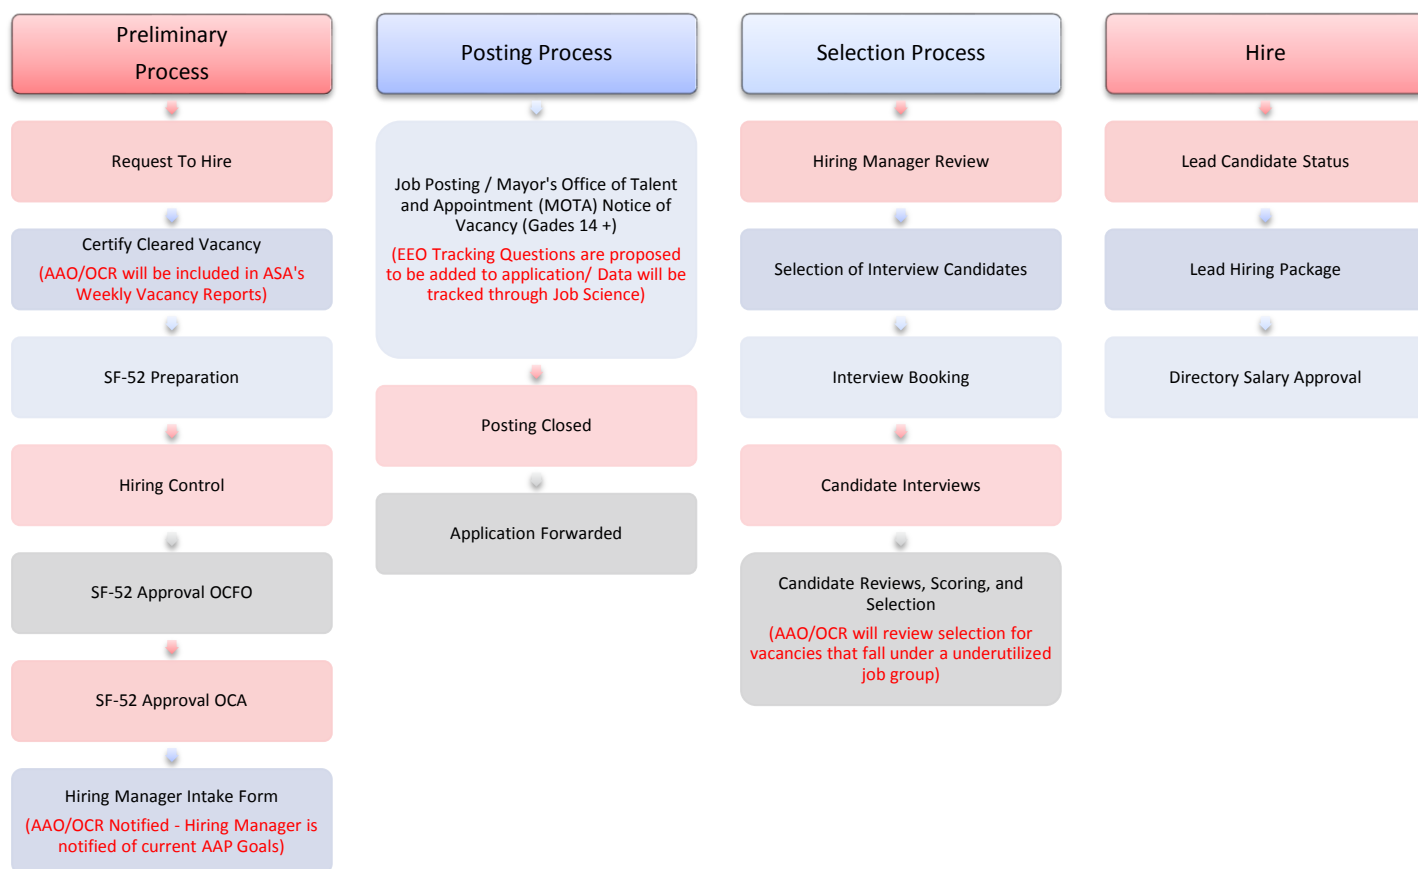 Preliminary
Process
Request To Hire
Certify Cleared Vacancy
(AAO/OCR will be included in ASA's
Weekly Vacancy Reports)
SF-52 Preparation
Hiring Control
SF-52 Approval OCFO
SF-52 Approval OCA
Hiring Manager Intake Form
(AAO/OCR Notified - Hiring Manager is
notified of current AAP Goals)
Posting Process
Job Posting / Mayor's Office of Talent
and Appointment (MOTA) Notice of
Vacancy (Gades 14 +)
(EEO Tracking Questions are proposed
to be added to application/ Data will be
tracked through Job Science)
Posting Closed
Application Forwarded
Selection Process
Hiring Manager Review
Selection of Interview Candidates
Interview Booking
Candidate Interviews
Candidate Reviews, Scoring, and
Selection
(AAO/OCR will review selection for
vacancies that fall under a underutilized
job group)
Hire
Lead Candidate Status
Lead Hiring Package
Directory Salary Approval